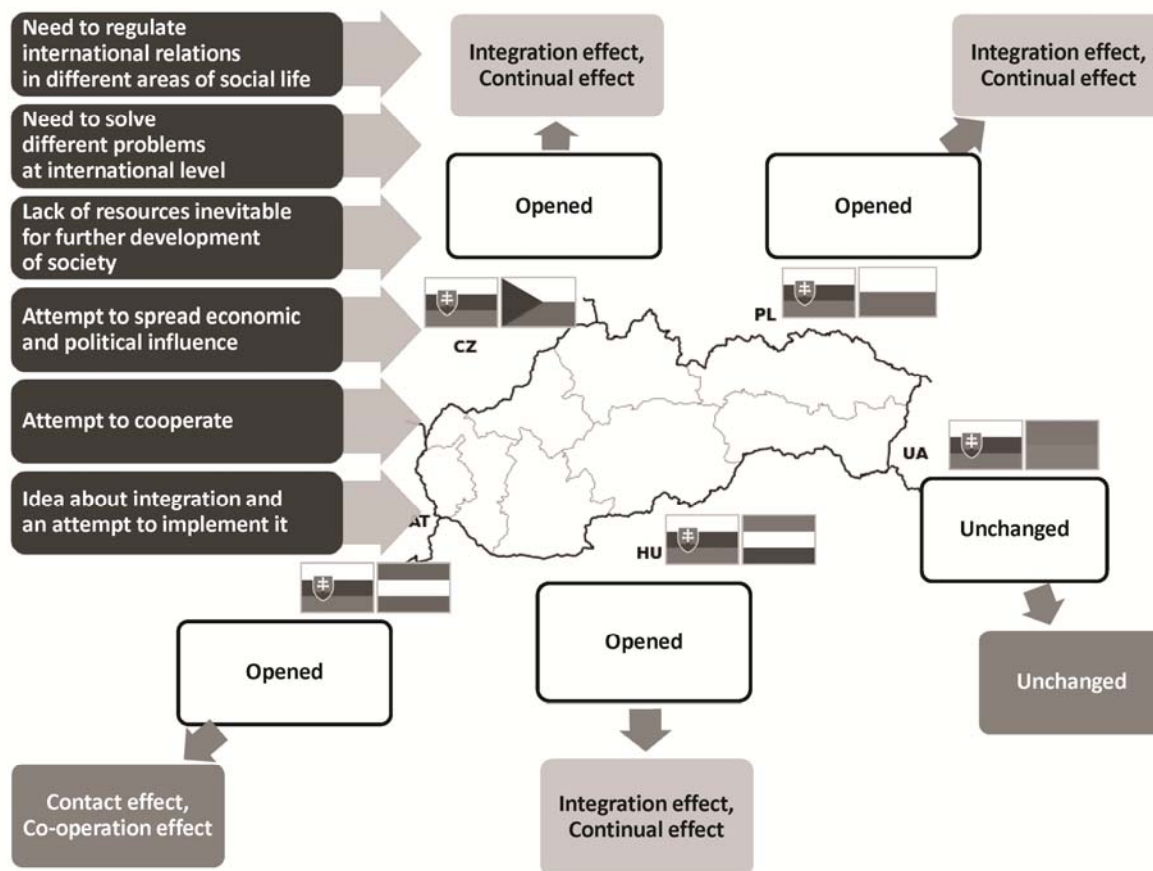 Need to regulate
international relations
in different areas of social life
Need to solve
different problems
at international level
Lack of resources inevitable
for further development
of society
Attempt to spread economic
and political influence
Attempt to cooperate
Idea about integration and
an attempt to implement it
Integration effect,
Continual effect
Integration effect,
Continual effect
Opened
Opened
CZ
PL
UA
AT
HU
Unchanged
Opened
Opened
Unchanged
Contact effect,
Co-operation effect
Integration effect,
Continual effect